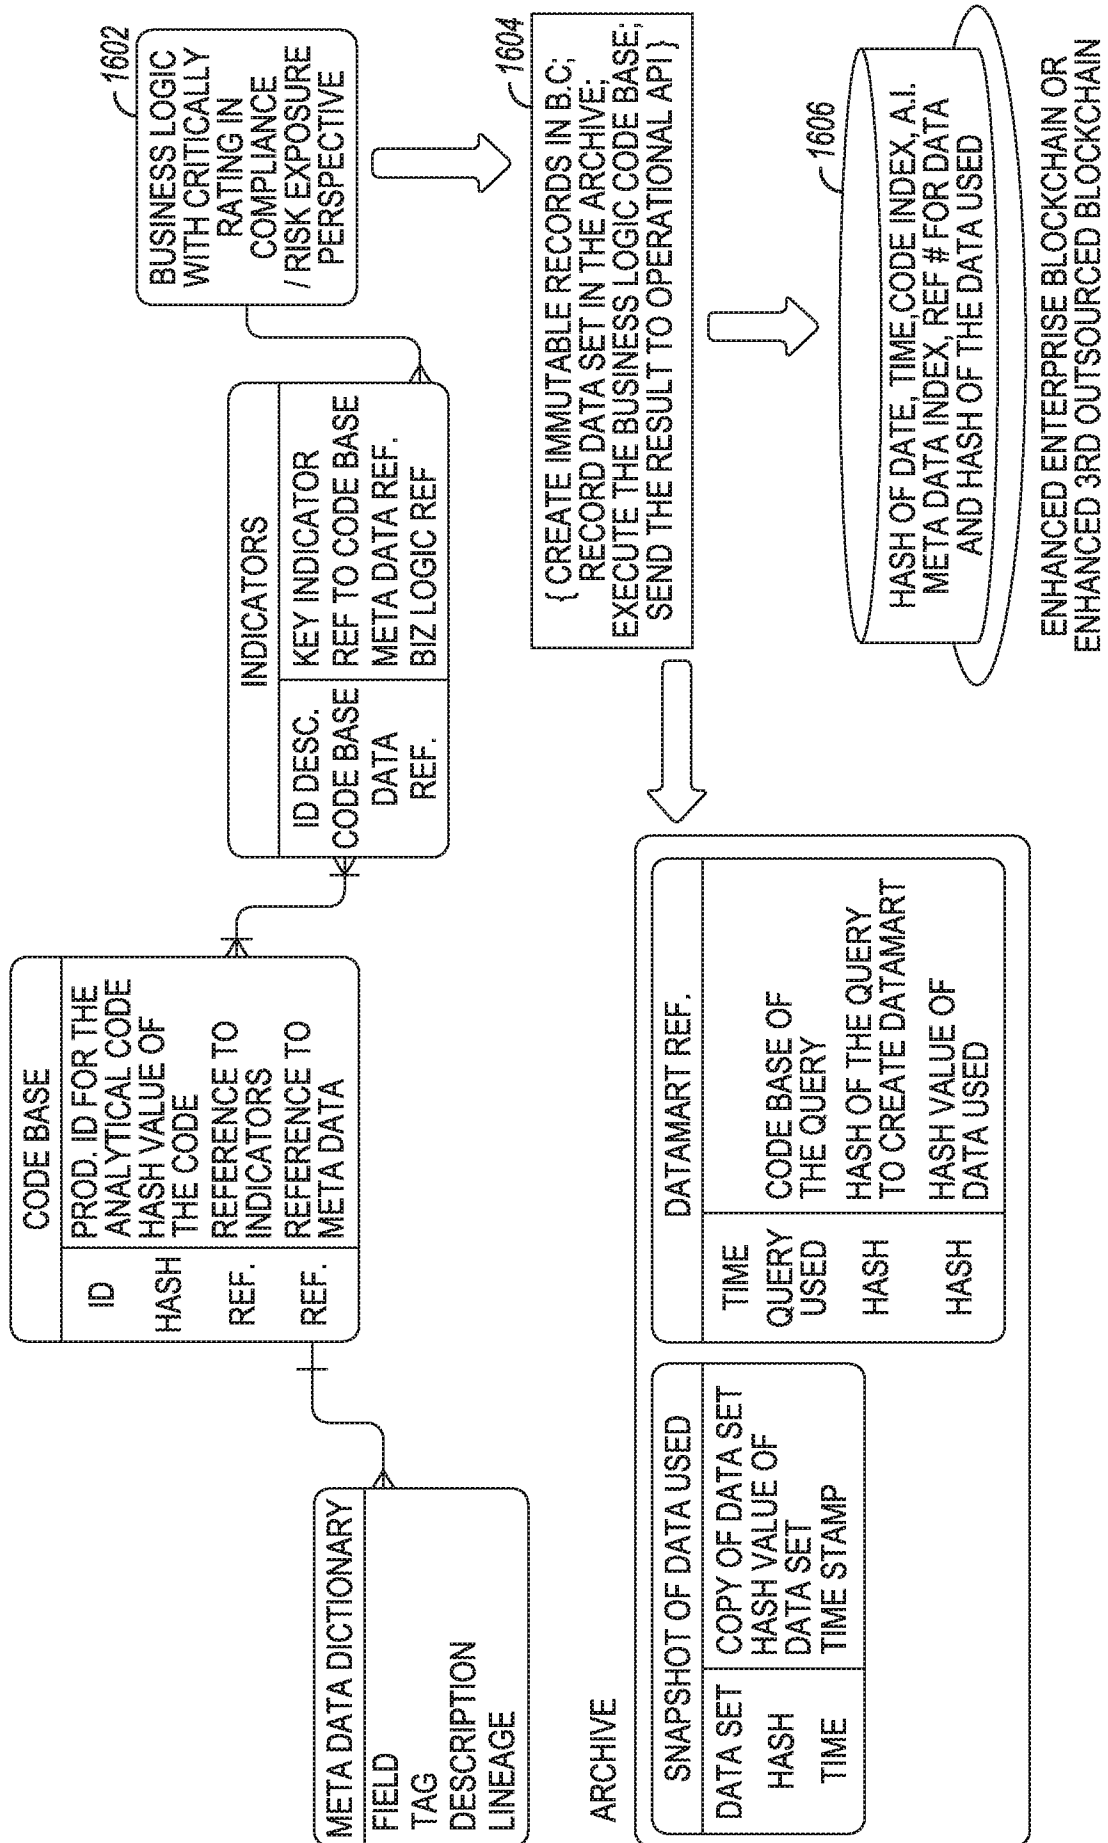 META DATA DICTIONARY
FIELD
TAG
DESCRIPTION
LINEAGE
CODE BASE
ID
PROD. ID FOR THE
ANALYTICAL CODE
HASH
HASH VALUE OF
THE CODE
REF.
REFERENCE TO
INDICATORS
REF.
REFERENCE TO
META DATA
INDICATORS
ID DESC.
KEY INDICATOR
CODE BASE
REF TO CODE BASE
DATA
META DATA REF.
REF.
BIZ LOGIC REF
1602
BUSINESS LOGIC
WITH CRITICALLY
RATING IN
COMPLIANCE
/ RISK EXPOSURE
PERSPECTIVE
ARCHIVE
SNAPSHOT OF DATA USED
DATA SET
COPY OF DATA SET
HASH
HASH VALUE OF
DATA SET
TIME
TIME STAMP
DATAMART REF.
TIME
QUERY
USED
CODE BASE OF
THE QUERY
HASH
HASH OF THE QUERY
TO CREATE DATAMART
HASH
HASH VALUE OF
DATA USED
1604
{ CREATE IMMUTABLE RECORDS IN B.C;
RECORD DATA SET IN THE ARCHIVE;
EXECUTE THE BUSINESS LOGIC CODE BASE;
SEND THE RESULT TO OPERATIONAL API }
1606
HASH OF DATE, TIME,CODE INDEX, A.I.
META DATA INDEX, REF # FOR DATA
AND HASH OF THE DATA USED
ENHANCED ENTERPRISE BLOCKCHAIN OR
ENHANCED 3RD OUTSOURCED BLOCKCHAIN